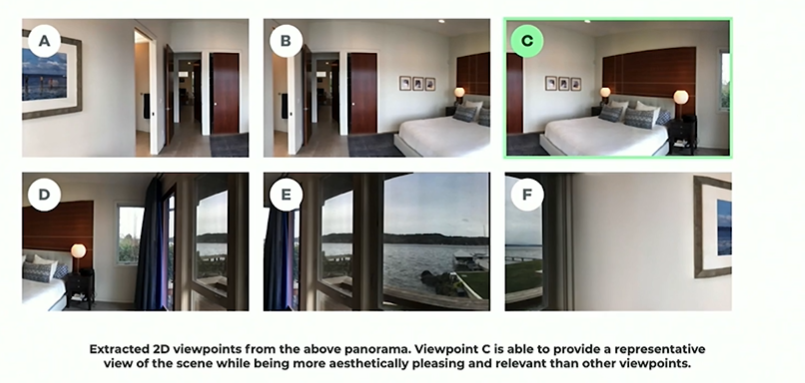 A
B
C
D
E
F
Extracted 2D viewpoints from the above panorama. Viewpoint C is able to provide a representative
view of the scene while being more aesthetically pleasing and relevant than other viewpoints.